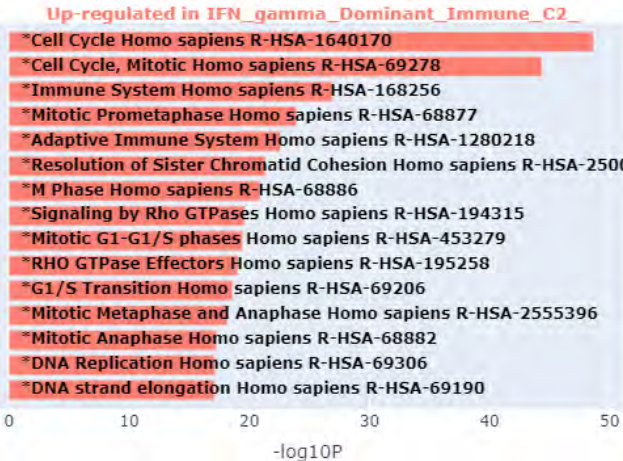 Up-regulated in IFN_gamma_Dominant_Immune_C2_
*Cell Cycle Homo sapiens R-HSA-1640170
*Cell Cycle, Mitotic Homo sapiens R-HSA-69278
*Immune System Homo sapiens R-HSA-168256
*Mitotic Prometaphase Homo sapiens R-HSA-68877
*Adaptive Immune System Homo sapiens R-HSA-1280218
*Resolution of Sister Chromatid Cohesion Homo sapiens R-HSA-2500
*M Phase Homo sapiens R-HSA-68886
*Signaling by Rho GTPases Homo sapiens R-HSA-194315
*Mitotic G1-G1/S phases Homo sapiens R-HSA-453279
*RHO GTPase Effectors Homo sapiens R-HSA-195258
*G1/S Transition Homo sapiens R-HSA-69206
*Mitotic Metaphase and Anaphase Homo sapiens R-HSA-2555396
*Mitotic Anaphase Homo sapiens R-HSA-68882
*DNA Replication Homo sapiens R-HSA-69306
*DNA strand elongation Homo sapiens R-HSA-69190
0 10 20 30 40 50
-log10P